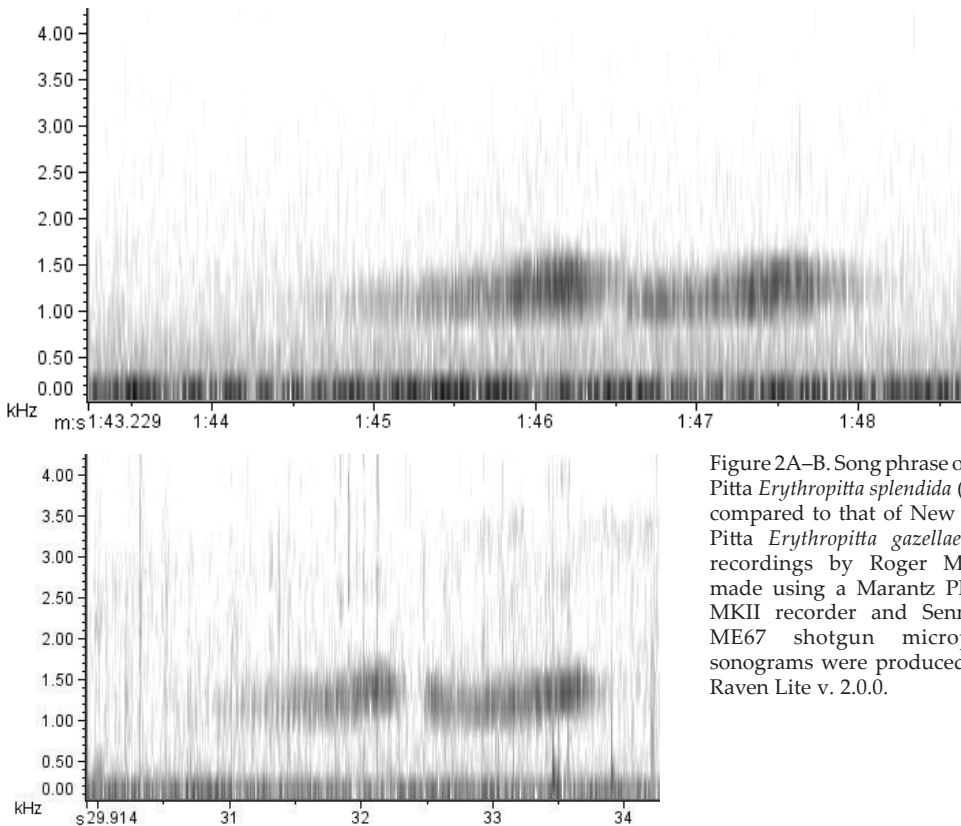 4.00
3.50
3.00
2.50
2.00
1.50
1.00
0.50
0.00
kHz
m:s 1:43.229 1:44 1:45 1:46 1:47 1:48
4.00
3.50
3.00
2.50
2.00
1.50
1.00
0.50
0.00
kHz
s 29.914 31 32 33 34
Figure 2A–B. Song phrase
Pitta Erythropitta splendida (
compared to that of New
Pitta Erythropitta gazellae
recordings by Roger
made using a Marantz
MKII recorder and
ME67 shotgun
sonograms were produced
Raven Lite v. 2.0.0.